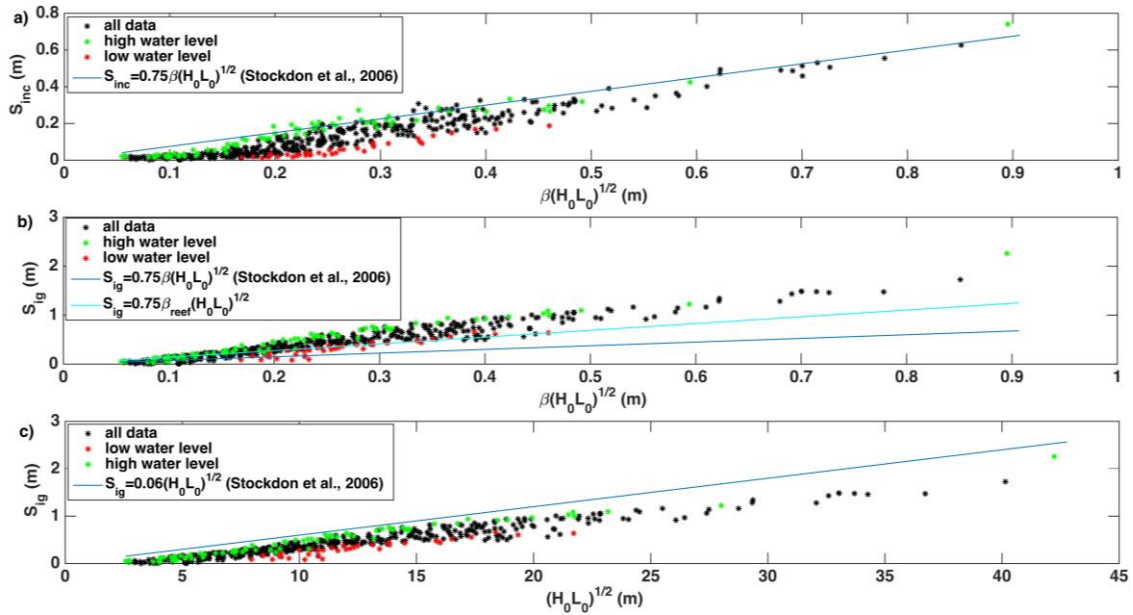 a)
0.8
0.6
0.4
0.2
0
S_inc (m)
all data
high water level
low water level
S_inc=0.75β(H_0L_0)^1/2 (Stockdon et al., 2006)
0 0.1 0.2 0.3 0.4 0.5 0.6 0.7 0.8 0.9 1
β(H_0L_0)^1/2 (m)
b)
3
2
1
0
S_ig (m)
all data
high water level
low water level
S_ig=0.75β(H_0L_0)^1/2 (Stockdon et al., 2006)
S_ig=0.75β_reef(H_0L_0)^1/2
0 0.1 0.2 0.3 0.4 0.5 0.6 0.7 0.8 0.9 1
β(H_0L_0)^1/2 (m)
c)
3
2
1
0
S_ig (m)
all data
low water level
high water level
S_ig=0.06(H_0L_0)^1/2 (Stockdon et al., 2006)
0 5 10 15 20 25 30 35 40 45
(H_0L_0)^1/2 (m)